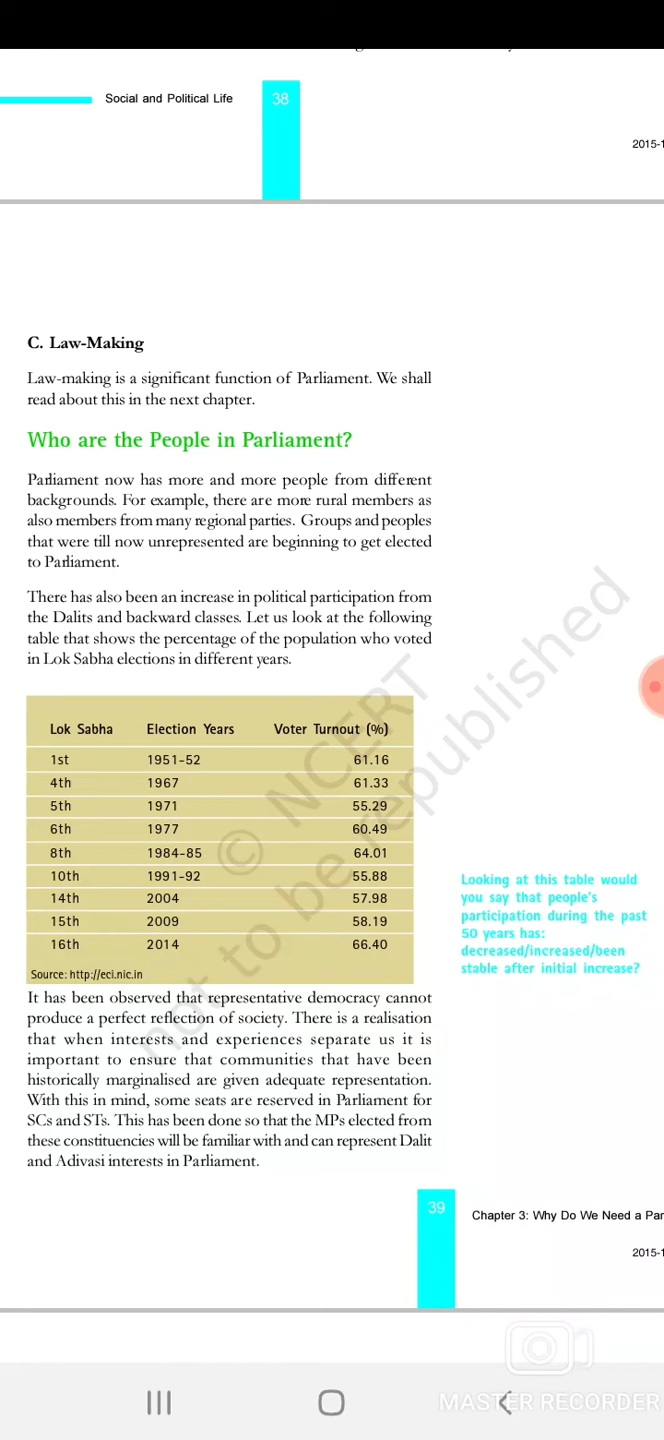 Social and Political Life
38
2015-1
C. Law-Making
Law-making is a significant function of Parliament. We shall
read about this in the next chapter.
Who are the People in Parliament?
Parliament now has more and more people from different
backgrounds. For example, there are more rural members as
also members from many regional parties. Groups and peoples
that were till now unrepresented are beginning to get elected
to Parliament.
There has also been an increase in political participation from
the Dalits and backward classes. Let us look at the following
table that shows the percentage of the population who voted
in Lok Sabha elections in different years.
Lok Sabha Election Years Voter Turnout (%)
1st 1951-52 61.16
4th 1967 61.33
5th 1971 55.29
6th 1977 60.49
8th 1984-85 64.01
10th 1991-92 55.88
14th 2004 57.98
15th 2009 58.19
16th 2014 66.40
Source: http://eci.nic.in
Looking at this table would
you say that people's
participation during the past
50 years has:
decreased/increased/been
stable after initial increase?
It has been observed that representative democracy cannot
produce a perfect reflection of society. There is a realisation
that when interests and experiences separate us it is
important to ensure that communities that have been
historically marginalised are given adequate representation.
With this in mind, some seats are reserved in Parliament for
SCs and STs. This has been done so that the MPs elected from
these constituencies will be familiar with and can represent Dalit
and Adivasi interests in Parliament.
© NCERT
not to be republished
39
Chapter 3: Why Do We Need a Par
2015-1
MASTER RECORDER